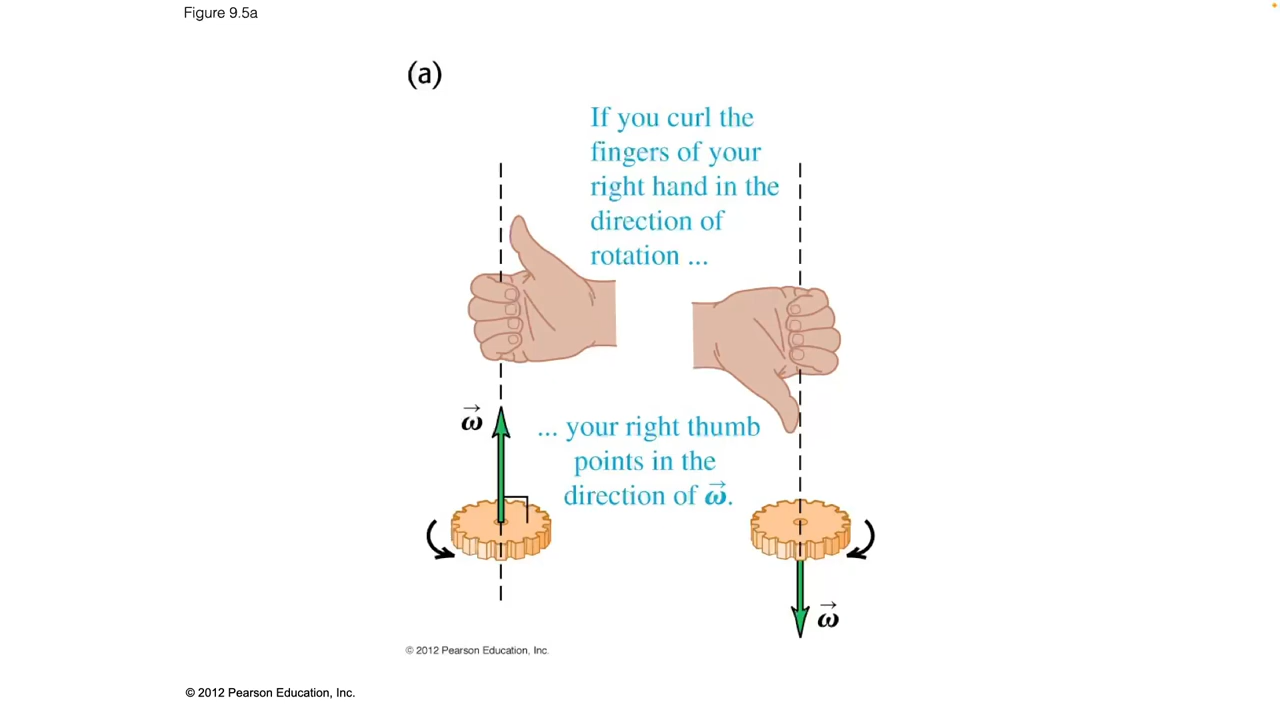 Figure 9.5a
(a)
If you curl the
fingers of your
right hand in the
direction of
rotation ...
... your right thumb
points in the
direction of ω⃗.
ω⃗
ω⃗
© 2012 Pearson Education, Inc.
© 2012 Pearson Education, Inc.